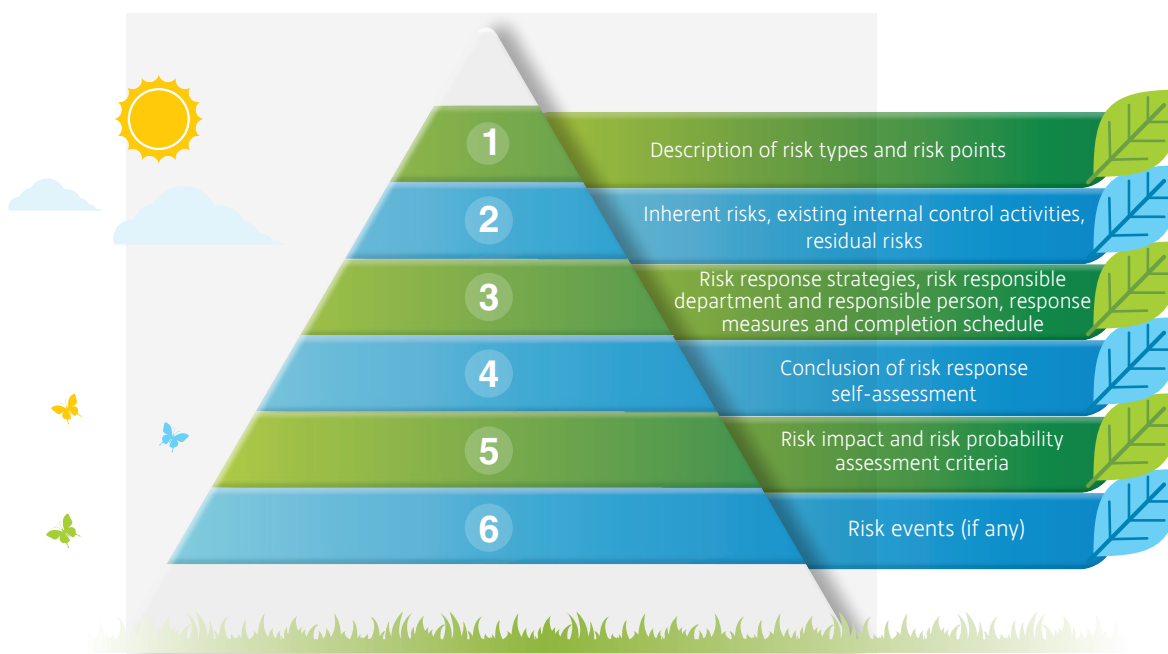 1
Description of risk types and risk points
2
Inherent risks, existing internal control activities,
residual risks
3
Risk response strategies, risk responsible
department and responsible person, response
measures and completion schedule
4
Conclusion of risk response
self-assessment
5
Risk impact and risk probability
assessment criteria
6
Risk events (if any)